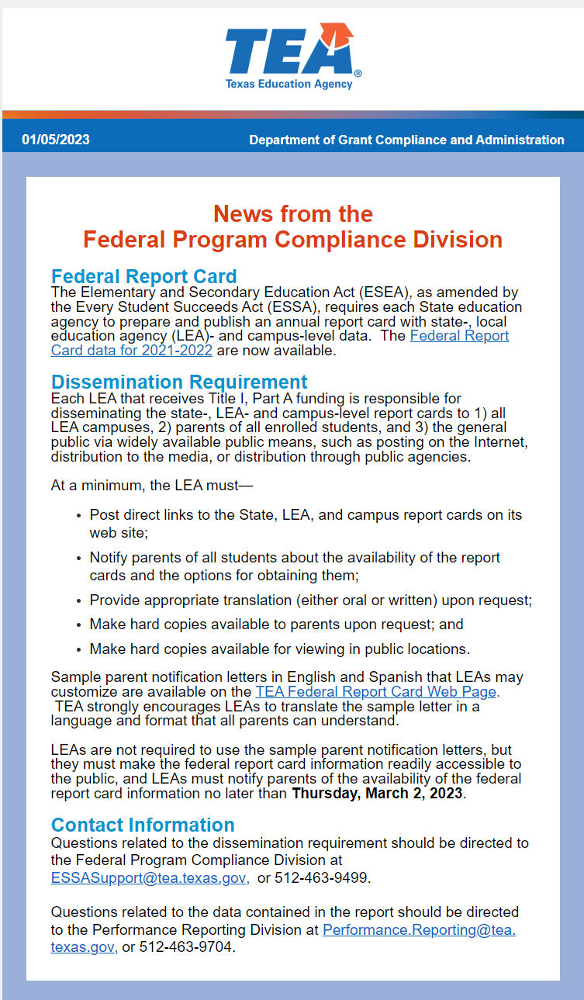 TEA®
Texas Education Agency
01/05/2023 Department of Grant Compliance and Administration
News from the
Federal Program Compliance Division
Federal Report Card
The Elementary and Secondary Education Act (ESEA), as amended by
the Every Student Succeeds Act (ESSA), requires each State education
agency to prepare and publish an annual report card with state-, local
education agency (LEA)- and campus-level data.  The Federal Report
Card data for 2021-2022 are now available.
Dissemination Requirement
Each LEA that receives Title I, Part A funding is responsible for
disseminating the state-, LEA- and campus-level report cards to 1) all
LEA campuses, 2) parents of all enrolled students, and 3) the general
public via widely available public means, such as posting on the Internet,
distribution to the media, or distribution through public agencies.
At a minimum, the LEA must—
• Post direct links to the State, LEA, and campus report cards on its
web site;
• Notify parents of all students about the availability of the report
cards and the options for obtaining them;
• Provide appropriate translation (either oral or written) upon request;
• Make hard copies available to parents upon request; and
• Make hard copies available for viewing in public locations.
Sample parent notification letters in English and Spanish that LEAs may
customize are available on the TEA Federal Report Card Web Page.
TEA strongly encourages LEAs to translate the sample letter in a
language and format that all parents can understand.
LEAs are not required to use the sample parent notification letters, but
they must make the federal report card information readily accessible to
the public, and LEAs must notify parents of the availability of the federal
report card information no later than Thursday, March 2, 2023.
Contact Information
Questions related to the dissemination requirement should be directed to
the Federal Program Compliance Division at
ESSASupport@tea.texas.gov,  or 512-463-9499.
Questions related to the data contained in the report should be directed
to the Performance Reporting Division at Performance.Reporting@tea.
texas.gov, or 512-463-9704.